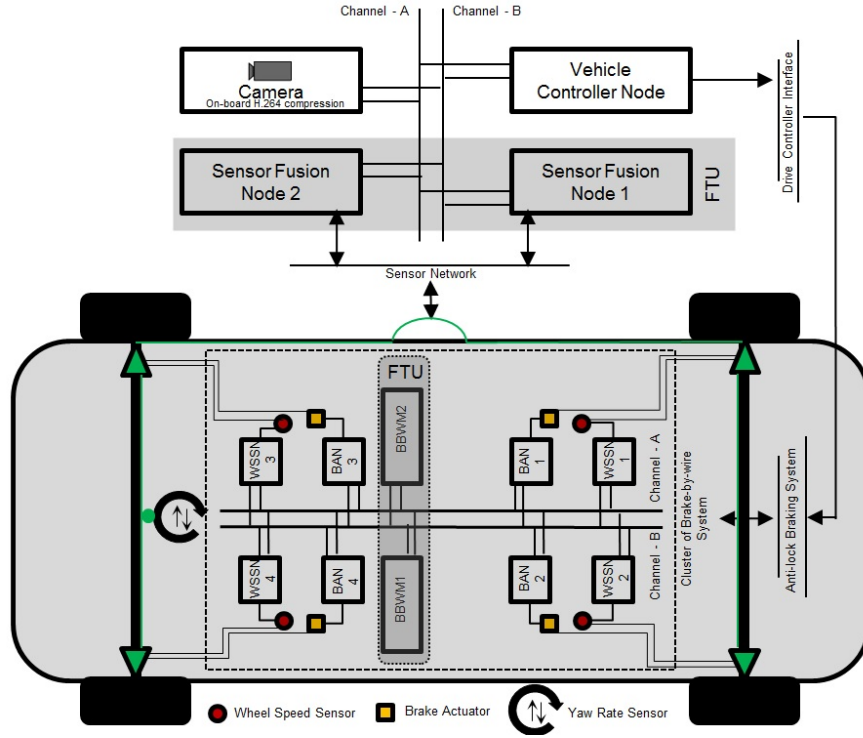 Channel - A
Channel - B
Camera
On-board H.264 compression
Vehicle
Controller Node
Drive Controller Interface
Sensor Fusion
Node 2
Sensor Fusion
Node 1
FTU
Sensor Network
FTU
BBWM2
WSSN
3
BAN
3
BAN
1
WSSN
1
Channel - A
Cluster of Brake-by-wire
System
Anti-lock Braking System
WSSN
4
BAN
4
BBWM1
BAN
2
WSSN
2
Channel - B
Wheel Speed Sensor
Brake Actuator
Yaw Rate Sensor